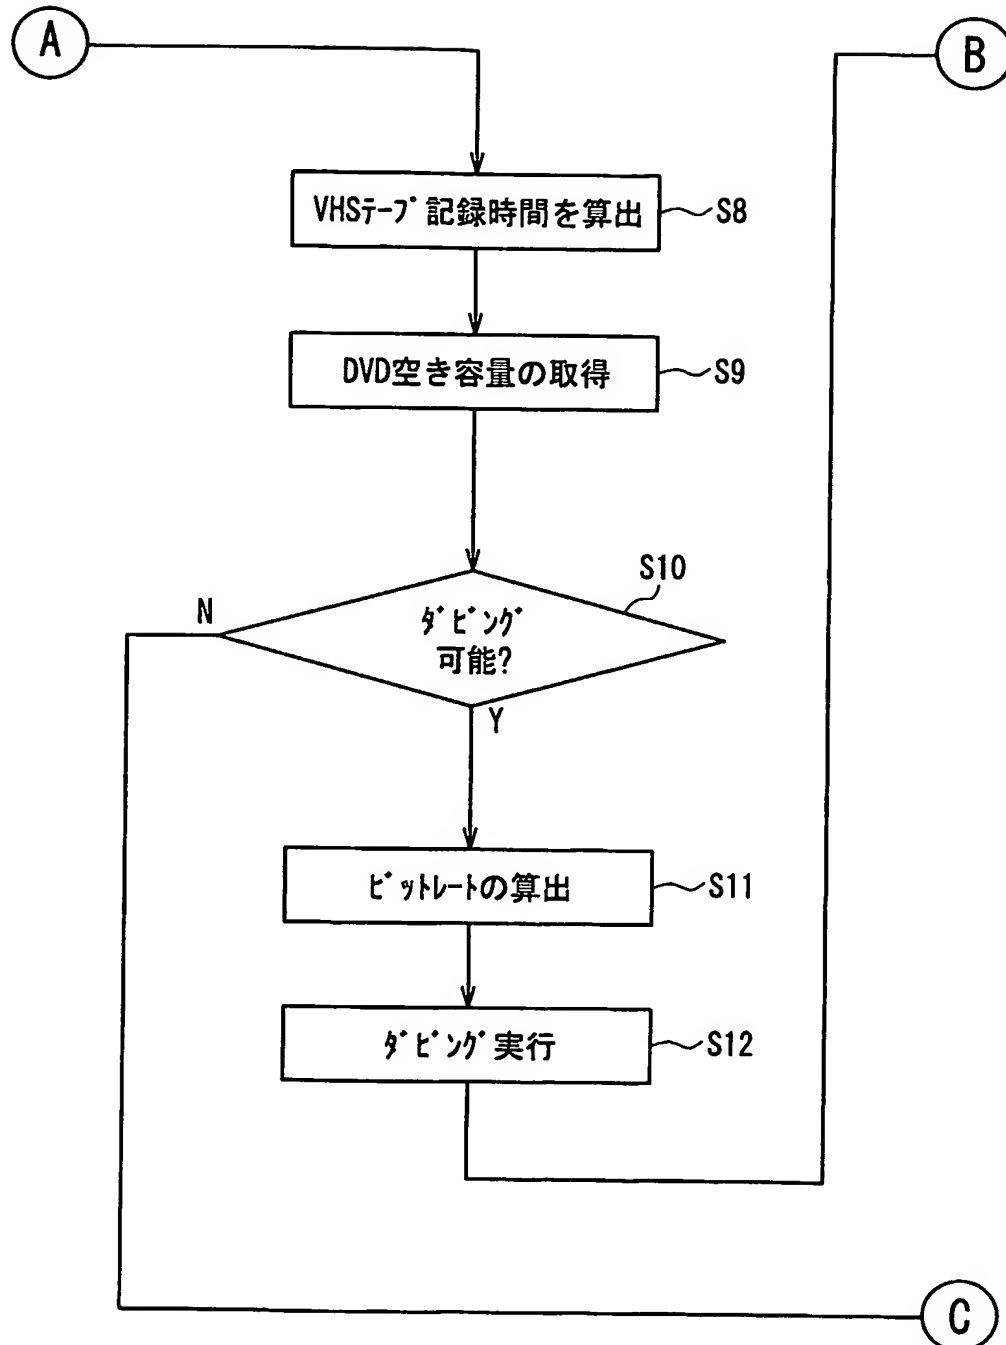 A
B
VHSﾃｰﾌﾟ記録時間を算出
S8
DVD空き容量の取得
S9
S10
N
ﾀﾞﾋﾞﾝｸﾞ
可能?
Y
ﾋﾞｯﾄﾚｰﾄの算出
S11
ﾀﾞﾋﾞﾝｸﾞ実行
S12
C